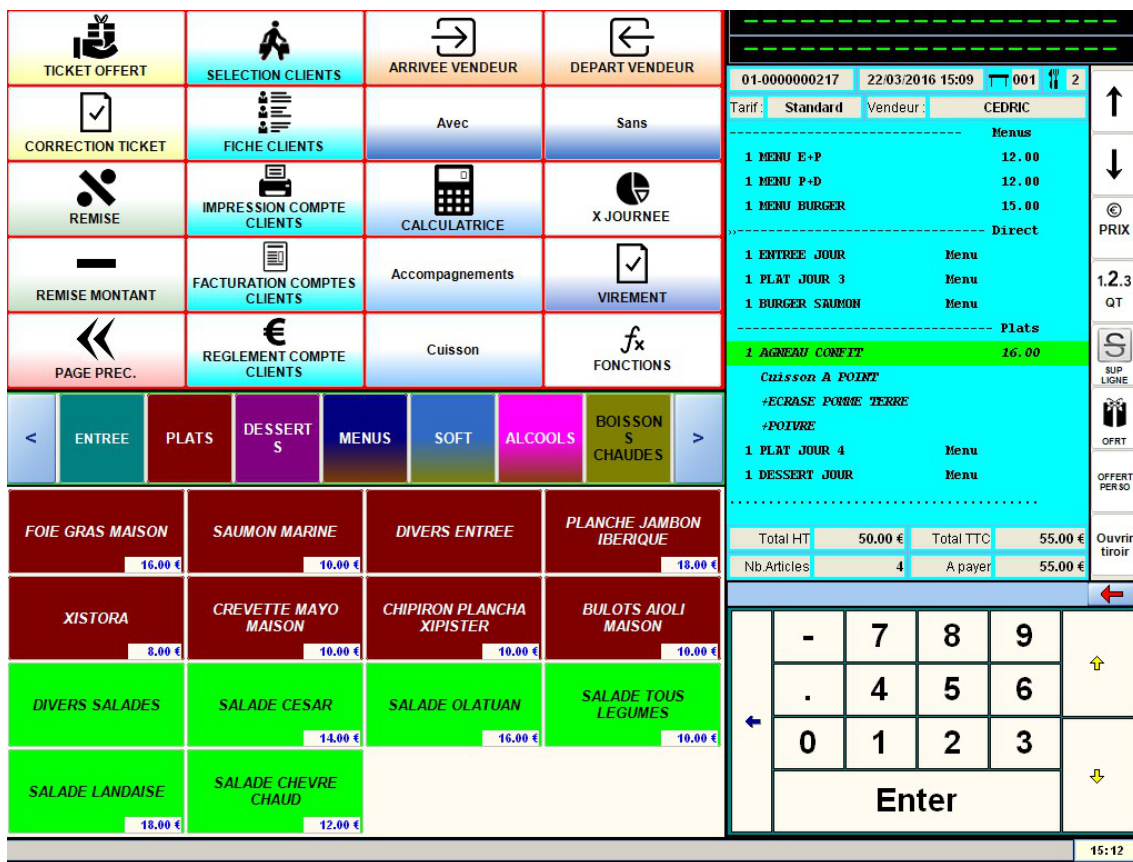 TICKET OFFERT
SELECTION CLIENTS
ARRIVEE VENDEUR
DEPART VENDEUR
CORRECTION TICKET
FICHE CLIENTS
Avec
Sans
REMISE
IMPRESSION COMPTE
CLIENTS
CALCULATRICE
X JOURNEE
REMISE MONTANT
FACTURATION COMPTES
CLIENTS
Accompagnements
VIREMENT
PAGE PREC.
€
REGLEMENT COMPTE
CLIENTS
Cuisson
fx
FONCTIONS
<
ENTREE
PLATS
DESSERT
S
MENUS
SOFT
ALCOOLS
BOISSON
S
CHAUDES
>
FOIE GRAS MAISON
16.00 €
SAUMON MARINE
10.00 €
DIVERS ENTREE
PLANCHE JAMBON
IBERIQUE
18.00 €
XISTORA
8.00 €
CREVETTE MAYO
MAISON
10.00 €
CHIPIRON PLANCHA
XIPISTER
10.00 €
BULOTS AIOLI
MAISON
10.00 €
DIVERS SALADES
SALADE CESAR
14.00 €
SALADE OLATUAN
16.00 €
SALADE TOUS
LEGUMES
10.00 €
SALADE LANDAISE
18.00 €
SALADE CHEVRE
CHAUD
12.00 €
01-0000000217 22/03/2016 15:09 001 2
Tarif : Standard Vendeur : CEDRIC
------------------------------- Menus
1 MENU E+P 12.00
1 MENU P+D 12.00
1 MENU BURGER 15.00
»------------------------------- Direct
1 ENTREE JOUR Menu
1 PLAT JOUR 3 Menu
1 BURGER SAUMON Menu
-------------------------------- Plats
1 AGNEAU CONFIT 16.00
Cuisson A POINT
+ECRASE POMME TERRE
+POIVRE
1 PLAT JOUR 4 Menu
1 DESSERT JOUR Menu
.......................................
Total HT 50.00 € Total TTC 55.00 €
Nb.Articles 4 A payer 55.00 €
€
PRIX
1.2.3
QT
S
SUP
LIGNE
OFRT
OFFERT
PERSO
Ouvrir
tiroir
- 7 8 9
. 4 5 6
0 1 2 3
Enter
15:12